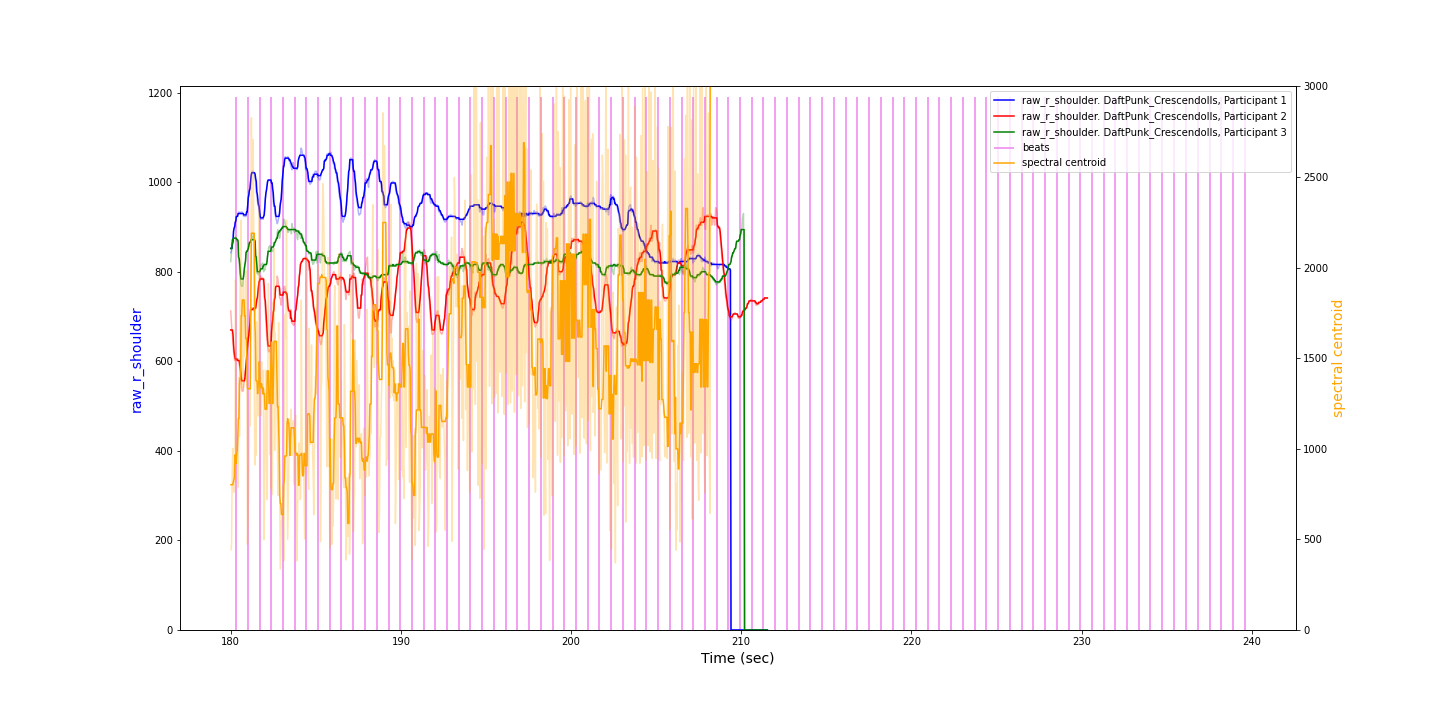 1200
1000
800
600
400
200
0
raw_r_shoulder
3000
2500
2000
1500
1000
500
0
spectral centroid
raw_r_shoulder. DaftPunk_Crescendolls, Participant 1
raw_r_shoulder. DaftPunk_Crescendolls, Participant 2
raw_r_shoulder. DaftPunk_Crescendolls, Participant 3
beats
spectral centroid
180
190
200
210
220
230
240
Time (sec)